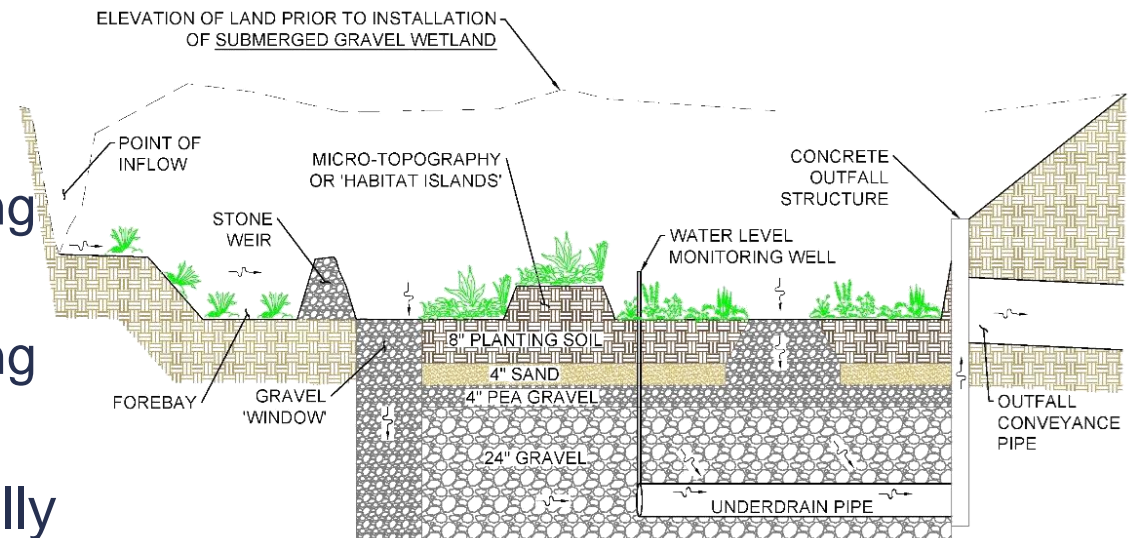 ELEVATION OF LAND PRIOR TO INSTALLATION
OF SUBMERGED GRAVEL WETLAND
POINT OF
INFLOW
MICRO-TOPOGRAPHY
OR 'HABITAT ISLANDS'
CONCRETE
OUTFALL
STRUCTURE
ng
STONE
WEIR
WATER LEVEL
MONITORING WELL
8" PLANTING SOIL
ng
4" SAND
4" PEA GRAVEL
FOREBAY
GRAVEL
'WINDOW'
OUTFALL
CONVEYANCE
PIPE
24" GRAVEL
lly
UNDERDRAIN PIPE